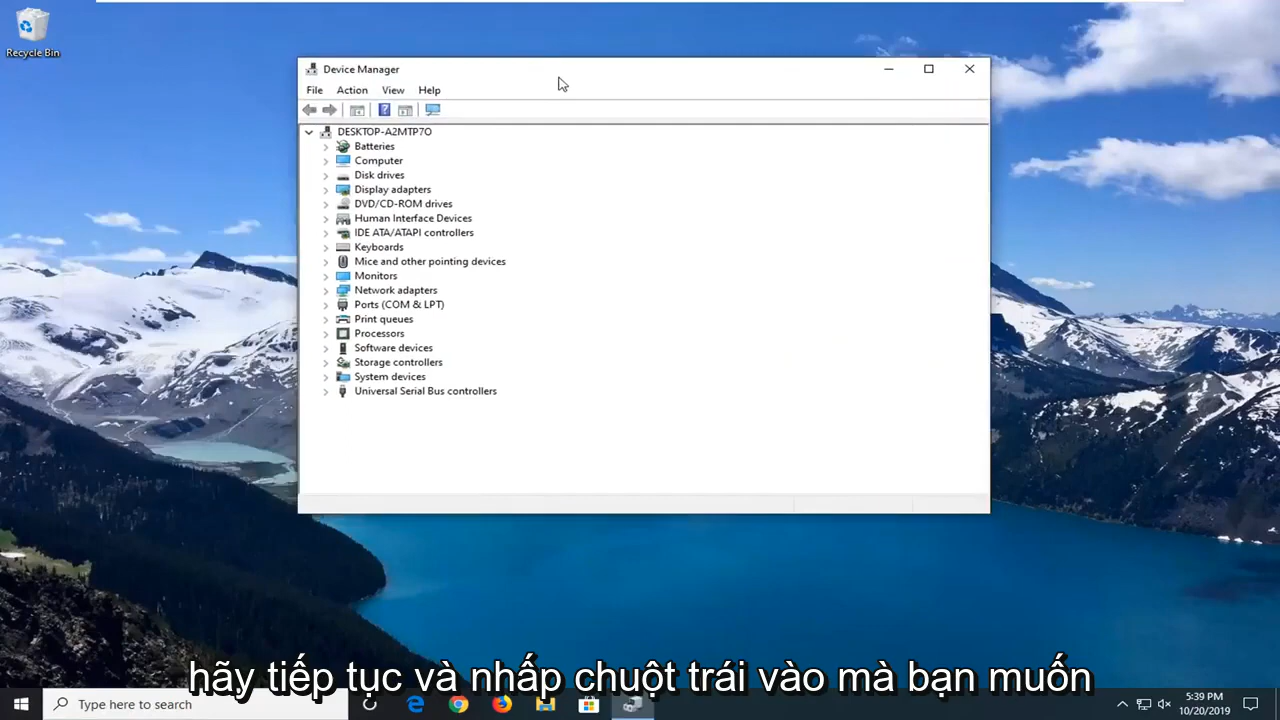 Recycle Bin
Device Manager
File Action View Help
DESKTOP-A2MTP7O
Batteries
Computer
Disk drives
Display adapters
DVD/CD-ROM drives
Human Interface Devices
IDE ATA/ATAPI controllers
Keyboards
Mice and other pointing devices
Monitors
Network adapters
Ports (COM & LPT)
Print queues
Processors
Software devices
Storage controllers
System devices
Universal Serial Bus controllers
hãy tiếp tục và nhấp chuột trái vào mà bạn muốn
Type here to search
5:39 PM
10/20/2019